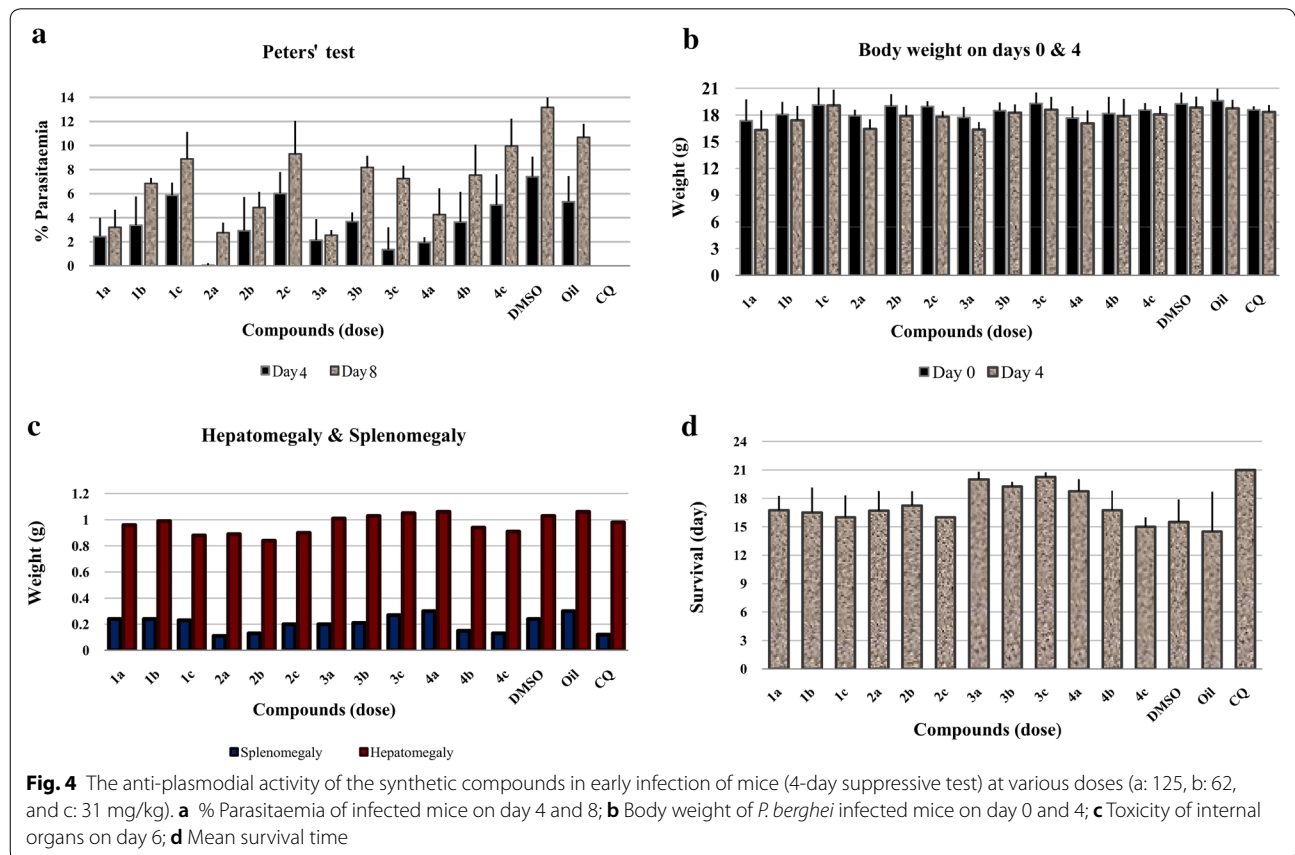 a
Peters' test
14
12
10
8
6
4
2
0
% Parasitaemia
1a 1b 1c 2a 2b 2c 3a 3b 3c 4a 4b 4c DMSO Oil CQ
Compounds (dose)
Day 4 Day 8
b
Body weight on days 0 & 4
21
18
15
12
9
6
3
0
Weight (g)
1a 1b 1c 2a 2b 2c 3a 3b 3c 4a 4b 4c DMSO Oil CQ
Compounds (dose)
Day 0 Day 4
c
Hepatomegaly & Splenomegaly
1.2
1
0.8
0.6
0.4
0.2
0
Weight (g)
1a 1b 1c 2a 2b 2c 3a 3b 3c 4a 4b 4c DMSO Oil CQ
Compounds (dose)
Splenomegaly Hepatomegaly
d
24
21
18
15
12
9
6
3
0
Survival (day)
1a 1b 1c 2a 2b 2c 3a 3b 3c 4a 4b 4c DMSO Oil CQ
Compounds (dose)
Fig. 4 The anti-plasmodial activity of the synthetic compounds in early infection of mice (4-day suppressive test) at various doses (a: 125, b: 62,
and c: 31 mg/kg). a % Parasitaemia of infected mice on day 4 and 8; b Body weight of P. berghei infected mice on day 0 and 4; c Toxicity of internal
organs on day 6; d Mean survival time